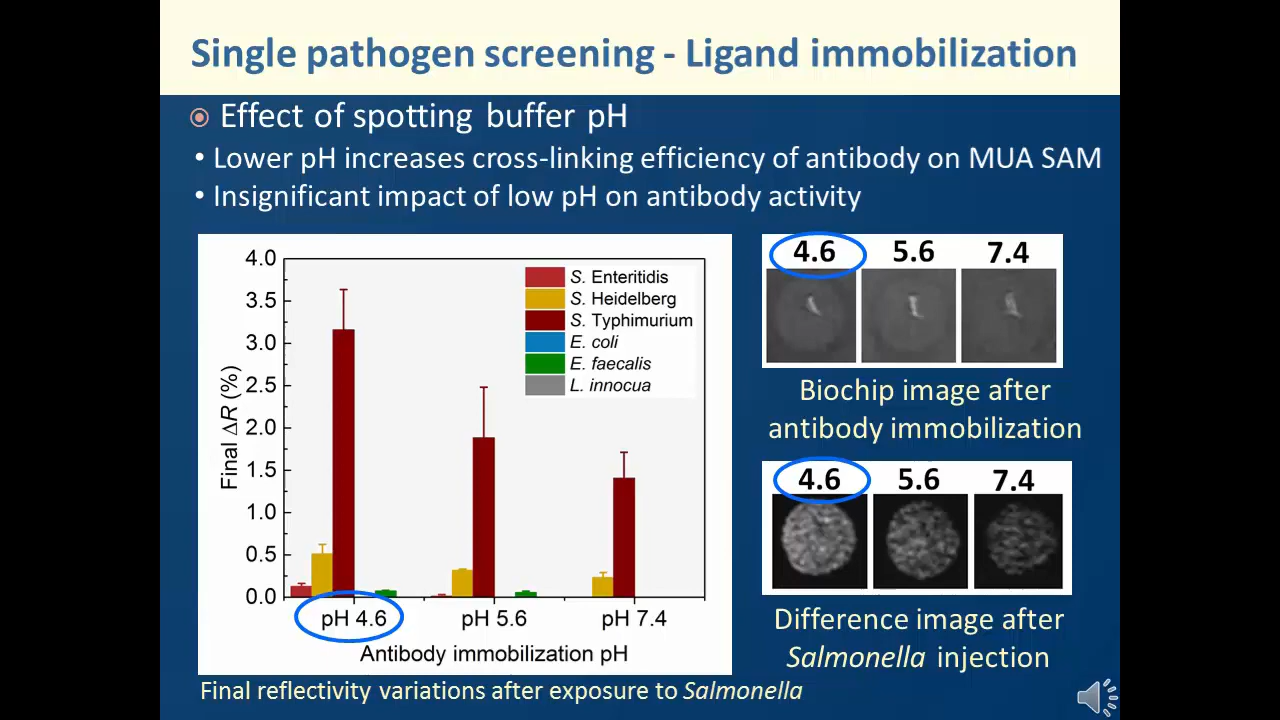 Single pathogen screening - Ligand immobilization
Effect of spotting buffer pH
• Lower pH increases cross-linking efficiency of antibody on MUA SAM
• Insignificant impact of low pH on antibody activity
4.0
3.5
3.0
2.5
2.0
1.5
1.0
0.5
0.0
Final ΔR (%)
S. Enteritidis
S. Heidelberg
S. Typhimurium
E. coli
E. faecalis
L. innocua
pH 4.6 pH 5.6 pH 7.4
Antibody immobilization pH
Final reflectivity variations after exposure to Salmonella
4.6 5.6 7.4
Biochip image after
antibody immobilization
4.6 5.6 7.4
Difference image after
Salmonella injection